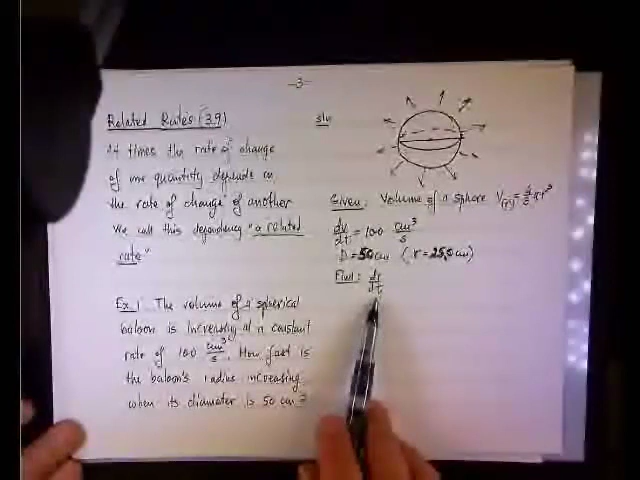 -3-
Related Rates (3.9)
At times the rate of change
of one quantity depends on
the rate of change of another
We call this dependency "a related
rate"
Ex. 1 The volume of a spherical
baloon is increasing at a constant
rate of 100 cm³/s. How fast is
the baloon's radius increasing
when its diameter is 50 cm?
sln
Given: Volume of a sphere V(r) = 4/3 πr³
dv/dt = 100 cm³/s
D = 50 cm (r = 25.0 cm)
Find: dr/dt